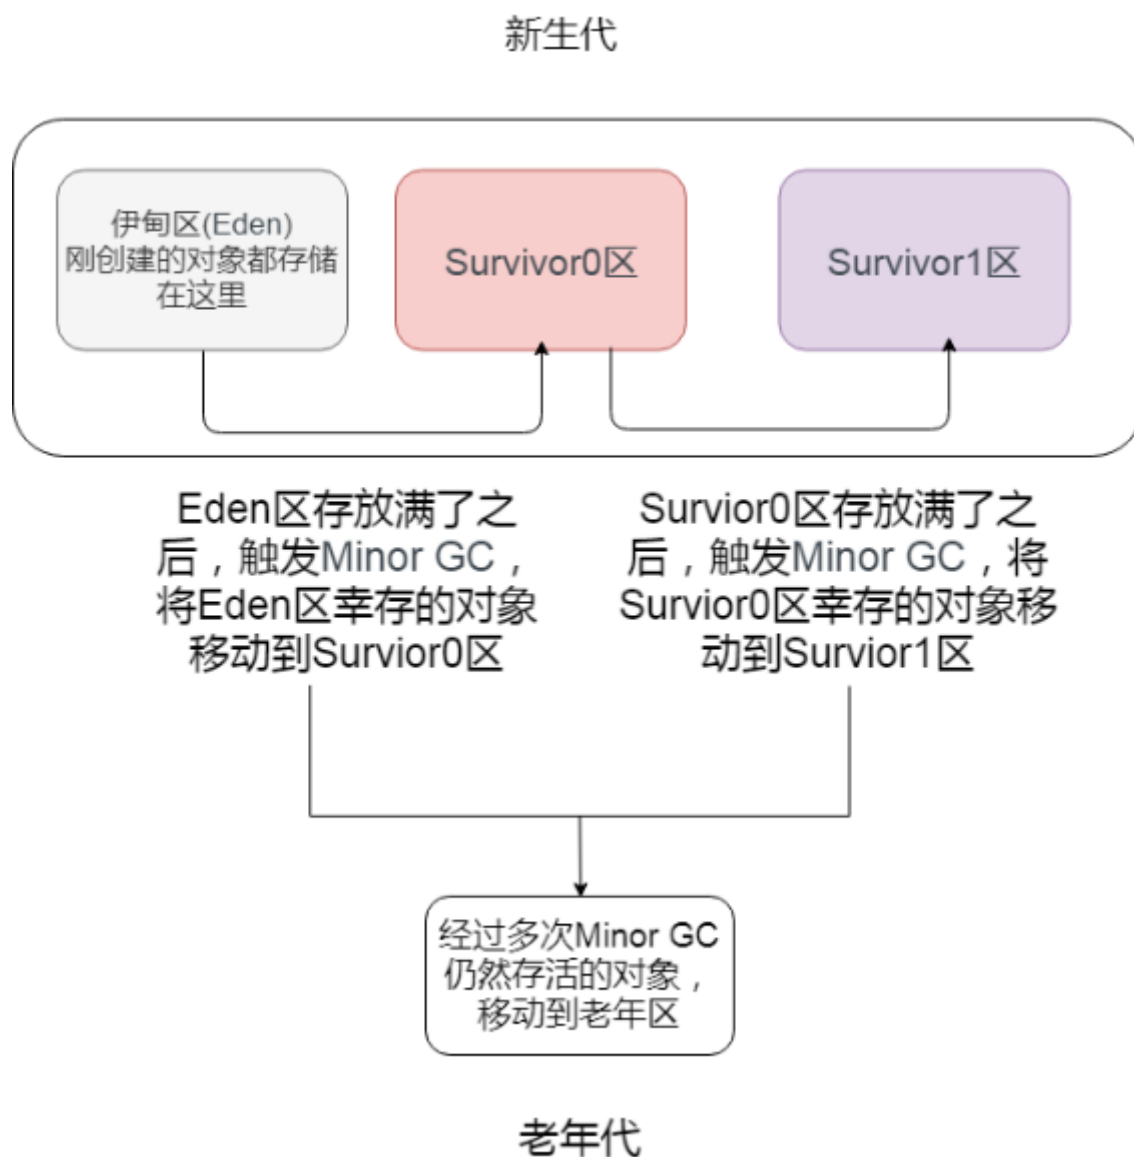 新生代
伊甸区(Eden)
刚创建的对象都存储
在这里
Survivor0区
Survivor1区
Eden区存放满了之
后，触发Minor GC，
将Eden区幸存的对象
移动到Survior0区
Survior0区存放满了之
后，触发Minor GC，将
Survior0区幸存的对象移
动到Survior1区
经过多次Minor GC
仍然存活的对象，
移动到老年区
老年代